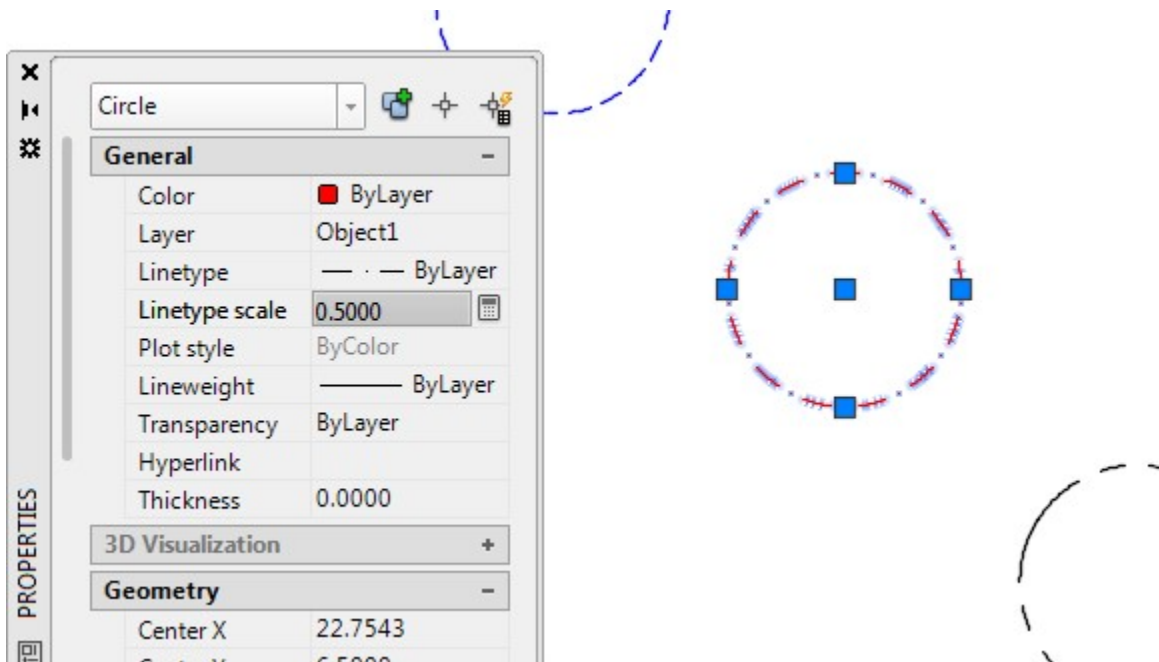 Circle
General
Color ByLayer
Layer Object1
Linetype ByLayer
Linetype scale 0.5000
Plot style ByColor
Lineweight ByLayer
Transparency ByLayer
Hyperlink
Thickness 0.0000
3D Visualization
Geometry
Center X 22.7543
PROPERTIES